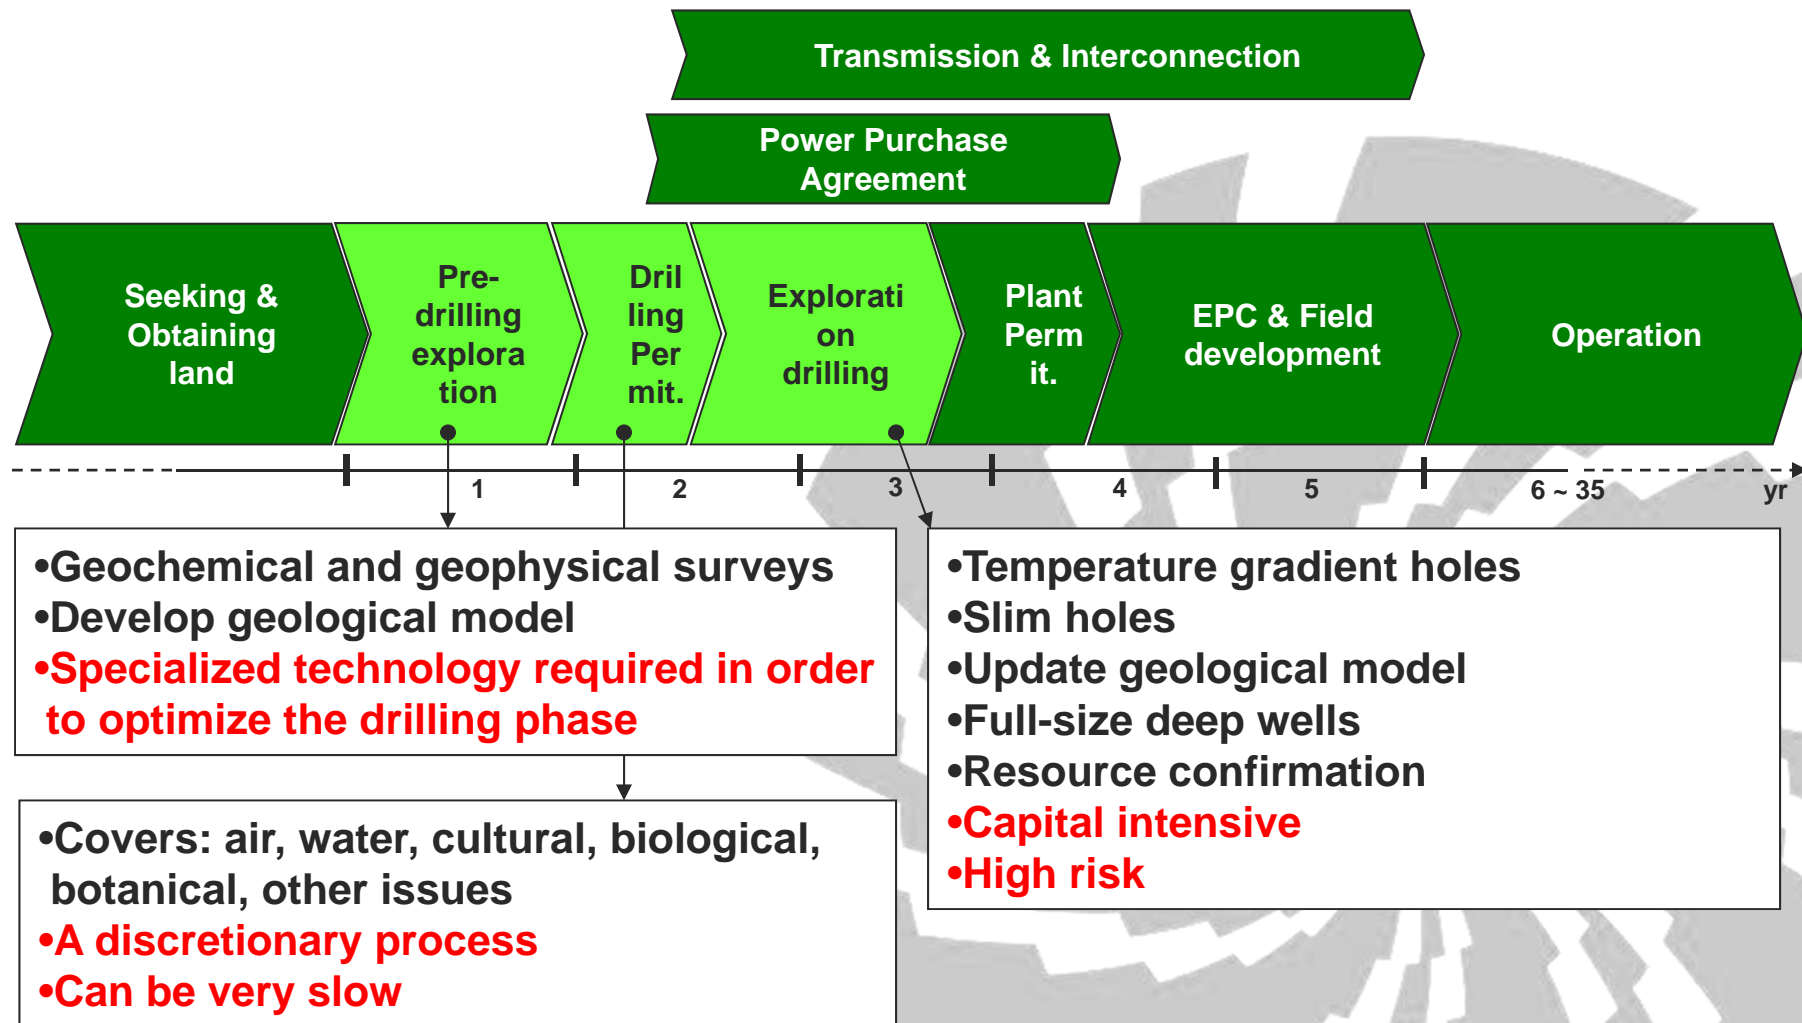 Transmission & Interconnection
Power Purchase
Agreement
Seeking &
Obtaining
land
Pre-
drilling
explora
tion
Dril
ling
Per
mit.
Explorati
on
drilling
Plant
Perm
it.
EPC & Field
development
Operation
1
2
3
4
5
6 ~ 35
yr
•Geochemical and geophysical surveys
•Develop geological model
•Specialized technology required in order
to optimize the drilling phase
•Covers: air, water, cultural, biological,
botanical, other issues
•A discretionary process
•Can be very slow
•Temperature gradient holes
•Slim holes
•Update geological model
•Full-size deep wells
•Resource confirmation
•Capital intensive
•High risk